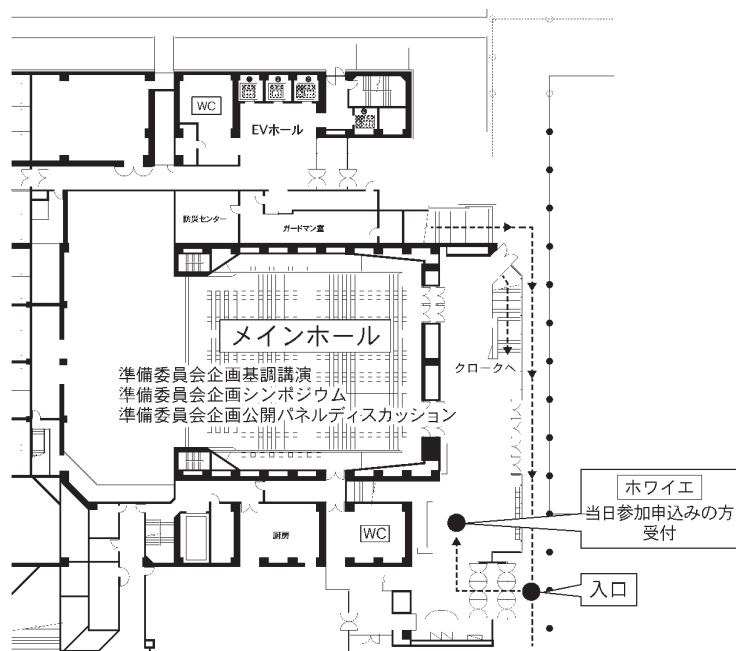 WC
EVホール
防災センター
ガードマン室
メインホール
準備委員会企画基調講演
準備委員会企画シンポジウム
準備委員会企画公開パネルディスカッション
クロークへ
ホワイエ
当日参加申込みの方
受付
厨房
WC
入口